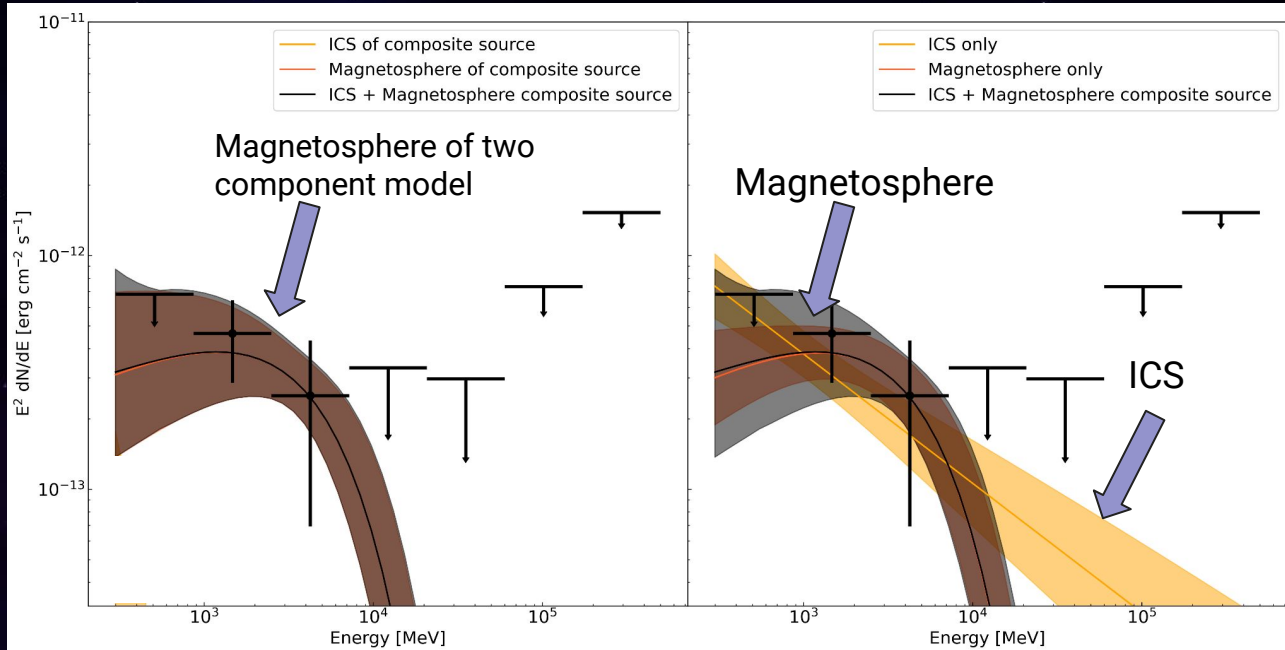 10⁻¹¹
10⁻¹²
10⁻¹³
E² dN/dE [erg cm⁻² s⁻¹]
ICS of composite source
Magnetosphere of composite source
ICS + Magnetosphere composite source
Magnetosphere of two
component model
10³
10⁴
10⁵
Energy [MeV]
ICS only
Magnetosphere only
ICS + Magnetosphere composite source
Magnetosphere
ICS
10³
10⁴
10⁵
Energy [MeV]